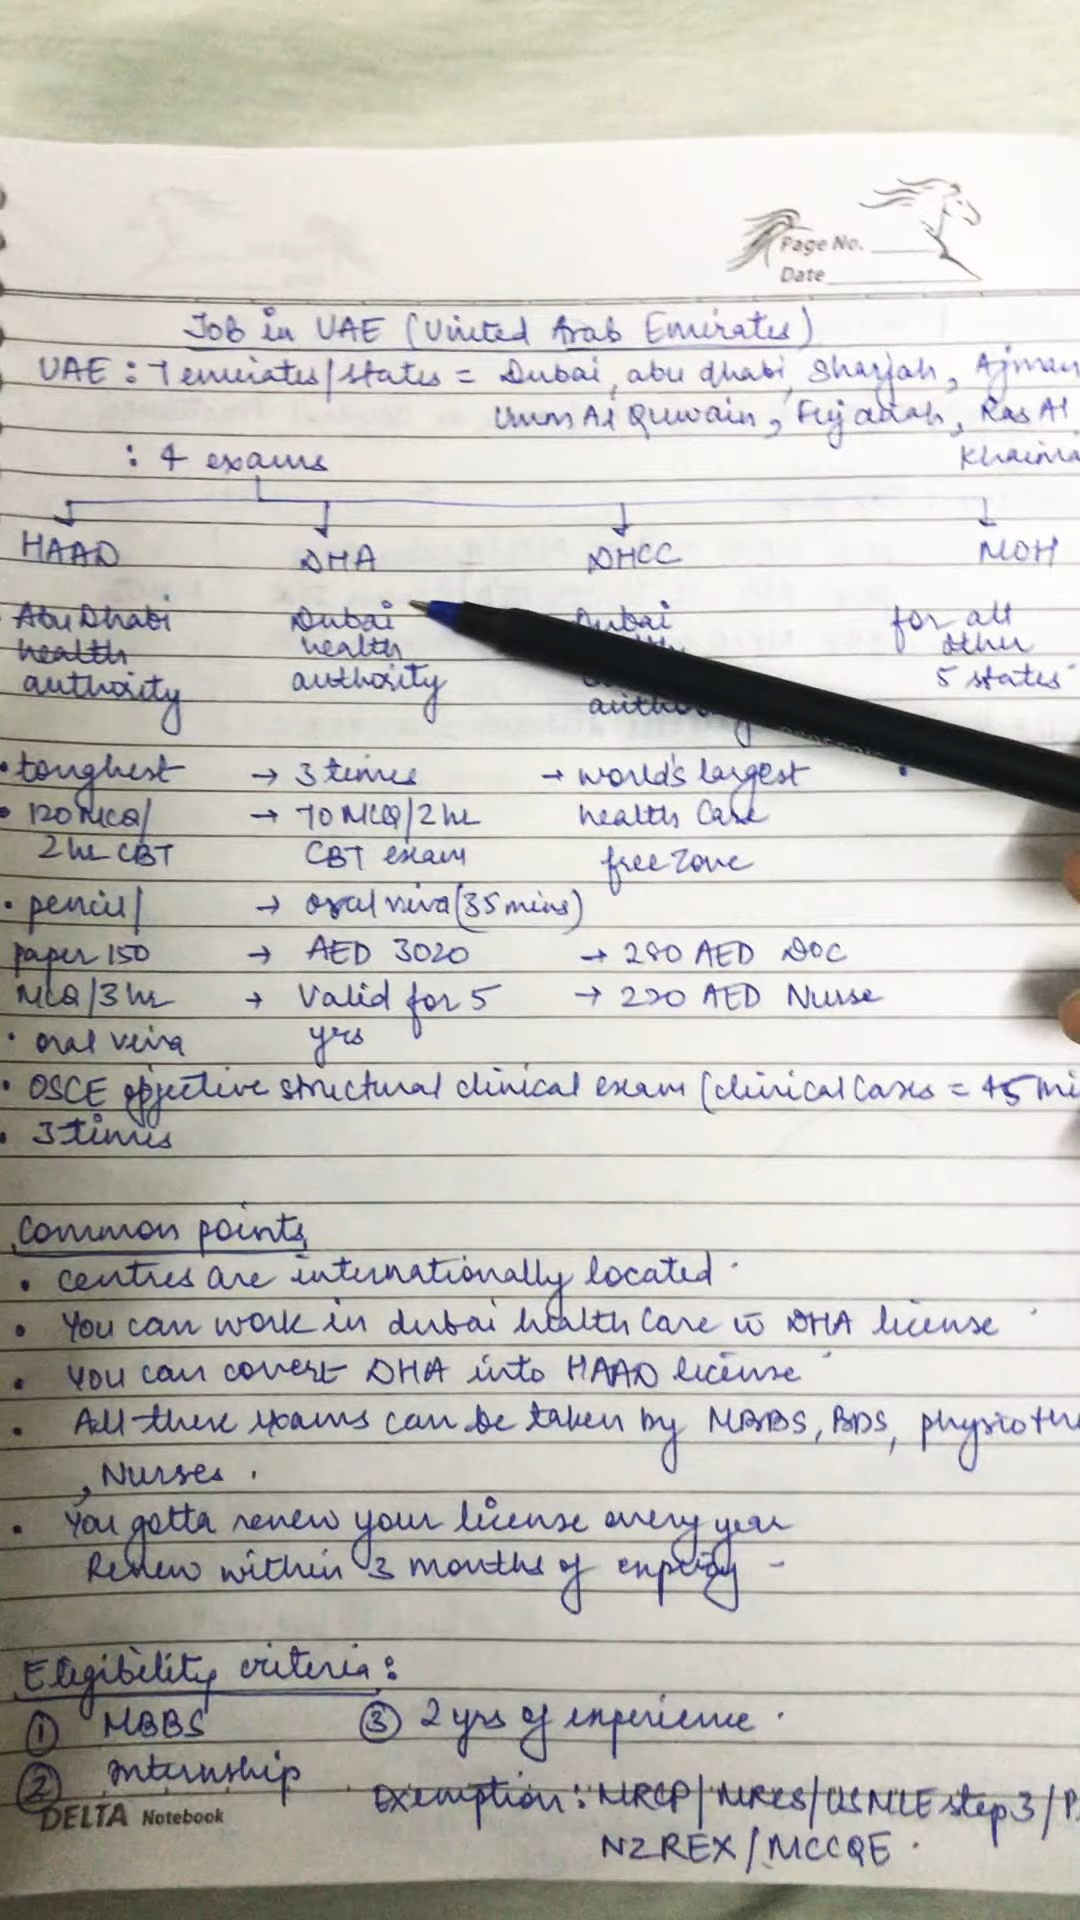 Page No.
Date
Job in UAE (United Arab Emirates)
UAE : 7 emirates/states = Dubai, abu dhabi, Sharjah, Ajman
Umm Al Quwain, Fujairah, Ras Al
Khaima
: 4 exams
HAAD DHA DHCC MOH
Abu Dhabi Dubai Dubai for all
health health other
authority authority 5 states
• toughest → 3 times → world's largest •
• 120 MCQ/ → 70 MCQ/2 hr health Care
2 hr CBT CBT exam free Zone
• pencil/ → oral viva (35 mins)
paper 150 → AED 3020 → 280 AED DOC
MCQ/3 hr → Valid for 5 → 220 AED Nurse
• oral viva yrs
• OSCE objective structural clinical exam (clinical Cases = 45 mi
• 3 times
Common points
• centres are internationally located.
• You can work in dubai health Care w DHA license
• You can covert DHA into HAAD license
• All these exams can be taken by MBBS, BDS, physiothe
, Nurses.
• You gotta renew your license every year
Renew within 3 months of expiry -
Eligibility criteria :
① MBBS ③ 2 yrs of experience.
② Internship
Exemption : MRCP/ MRCS/ USMLE step 3/ P
NZREX / MCCQE.
DELTA Notebook